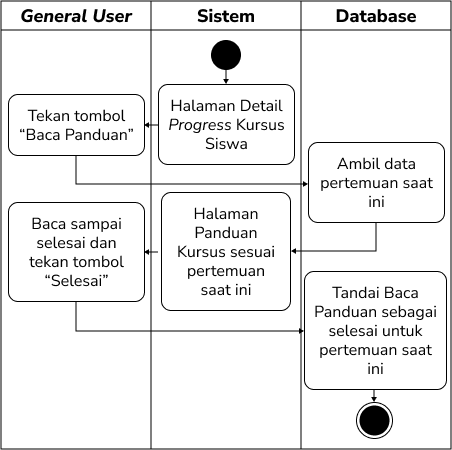 General User
Sistem
Database
Halaman Detail
Progress Kursus
Siswa
Tekan tombol
“Baca Panduan”
Ambil data
pertemuan saat
ini
Halaman
Panduan
Kursus sesuai
pertemuan
saat ini
Baca sampai
selesai dan
tekan tombol
“Selesai”
Tandai Baca
Panduan sebagai
selesai untuk
pertemuan saat
ini